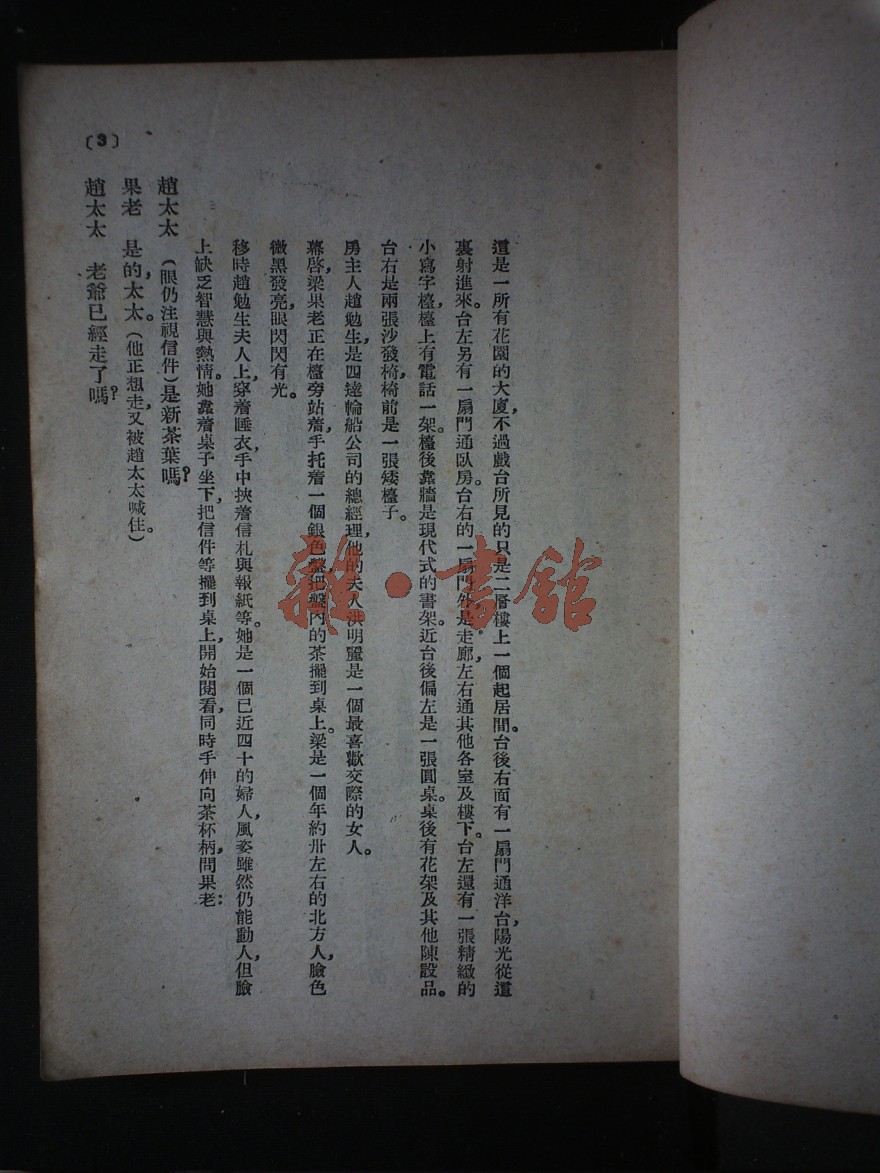 這是一所有花園的大廈，不過戲台所見的只是二層樓上一個起居間。台後右面有一扇門通洋台，陽光從這
裏射進來。台左另有一扇門通臥房。台右的一扇門外是走廊，左右通其他各室及樓下。台左還有一張精緻的
小寫字檯，檯上有電話一架。檯後靠牆是現代式的書架。近台後偏左是一張圓桌。桌後有花架及其他陳設品。
台右是兩張沙發椅，椅前是一張矮檯子。
房主人趙勉生，是四達輪船公司的總經理，他的夫人洪明霞是一個最喜歡交際的女人。
幕啓，梁果老正在檯旁站着，手托着一個銀色盤，把盤內的茶擺到桌上。梁是一個年約卅左右的北方人，臉色
微黑發亮，眼閃閃有光。
移時趙勉生夫人上，穿着睡衣，手中挾着信札與報紙等。她是一個已近四十的婦人，風姿雖然仍能動人，但臉
上缺乏智慧與熱情。她靠着桌子坐下，把信件等擺到桌上，開始閱看，同時手伸向茶杯柄，問果老：
趙太太　（眼仍注視信件）是新茶葉嗎？
果老　是的，太太。（他正想走，又被趙太太喊住。）
趙太太　老爺已經走了嗎？
〔3〕
雜·書館